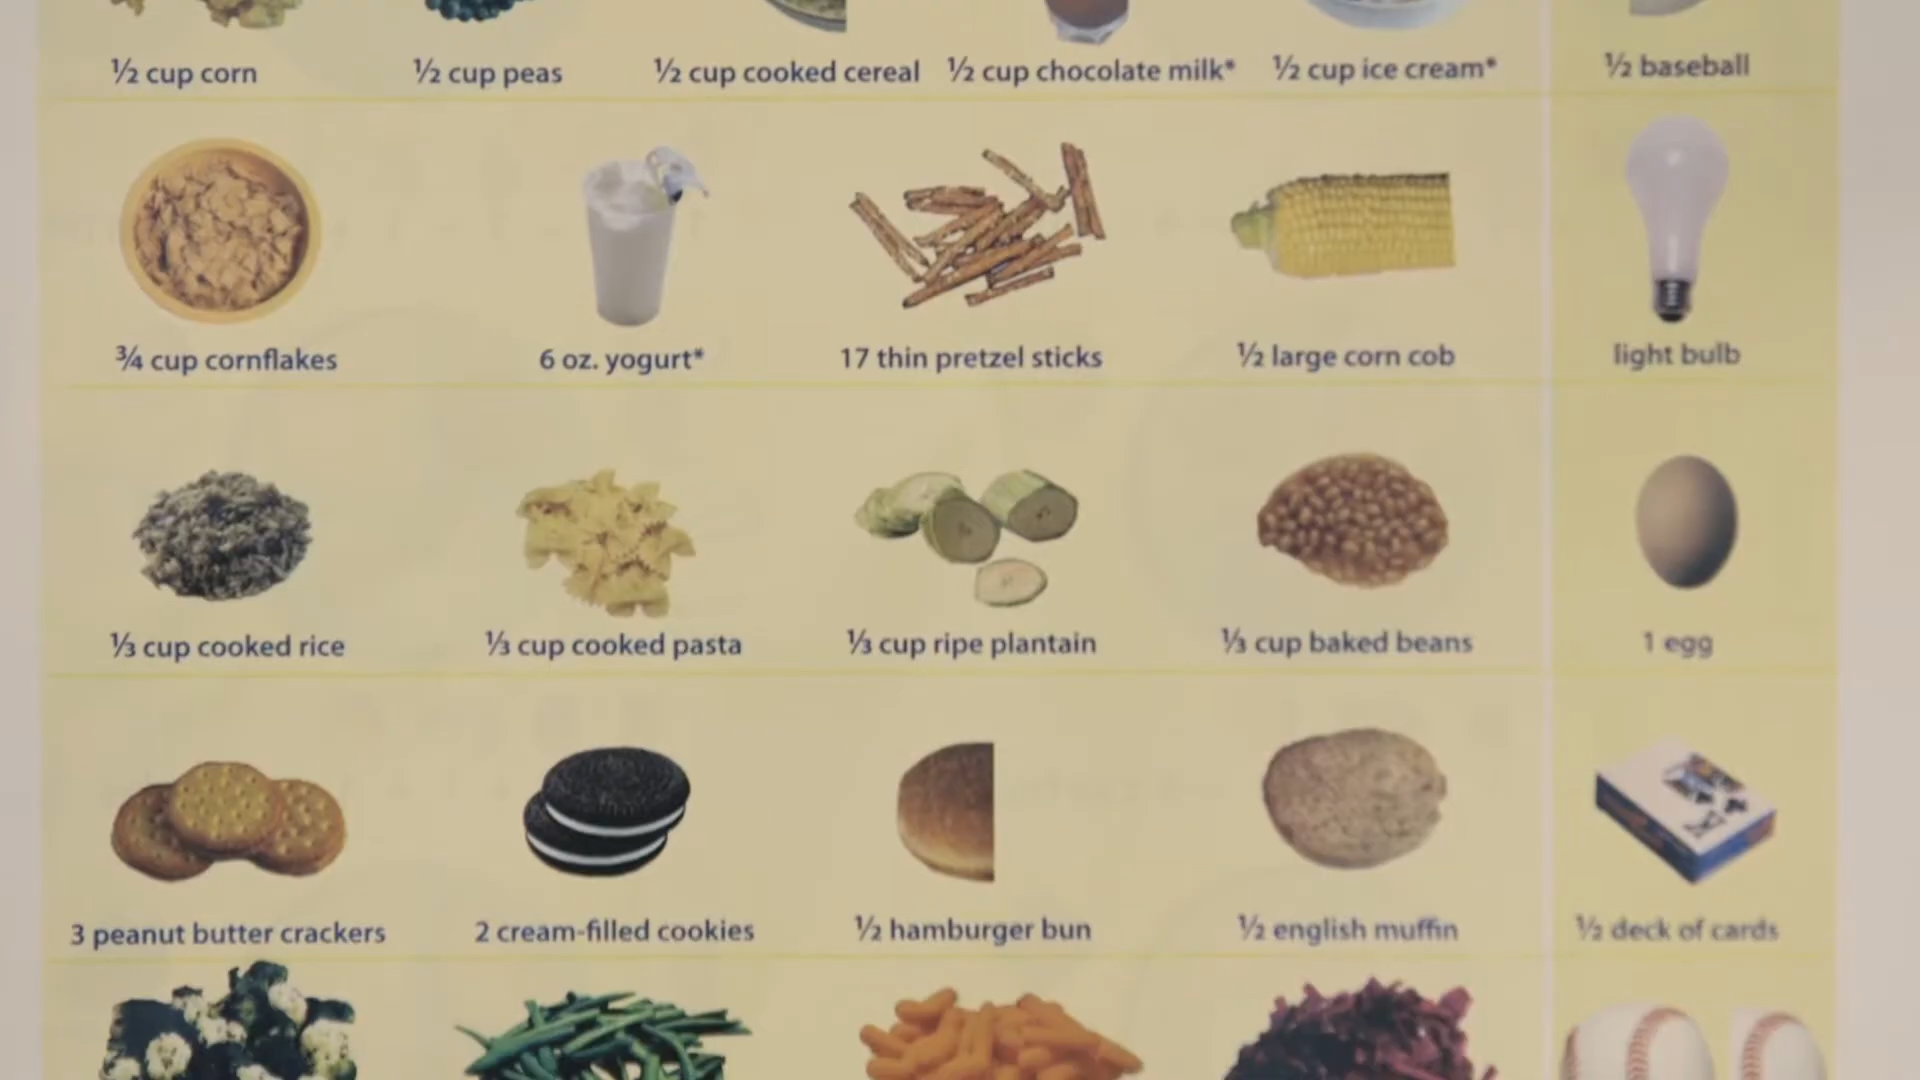 ½ cup corn
½ cup peas
½ cup cooked cereal
½ cup chocolate milk*
½ cup ice cream*
½ baseball
¾ cup cornflakes
6 oz. yogurt*
17 thin pretzel sticks
½ large corn cob
light bulb
⅓ cup cooked rice
⅓ cup cooked pasta
⅓ cup ripe plantain
⅓ cup baked beans
1 egg
3 peanut butter crackers
2 cream-filled cookies
½ hamburger bun
½ english muffin
½ deck of cards